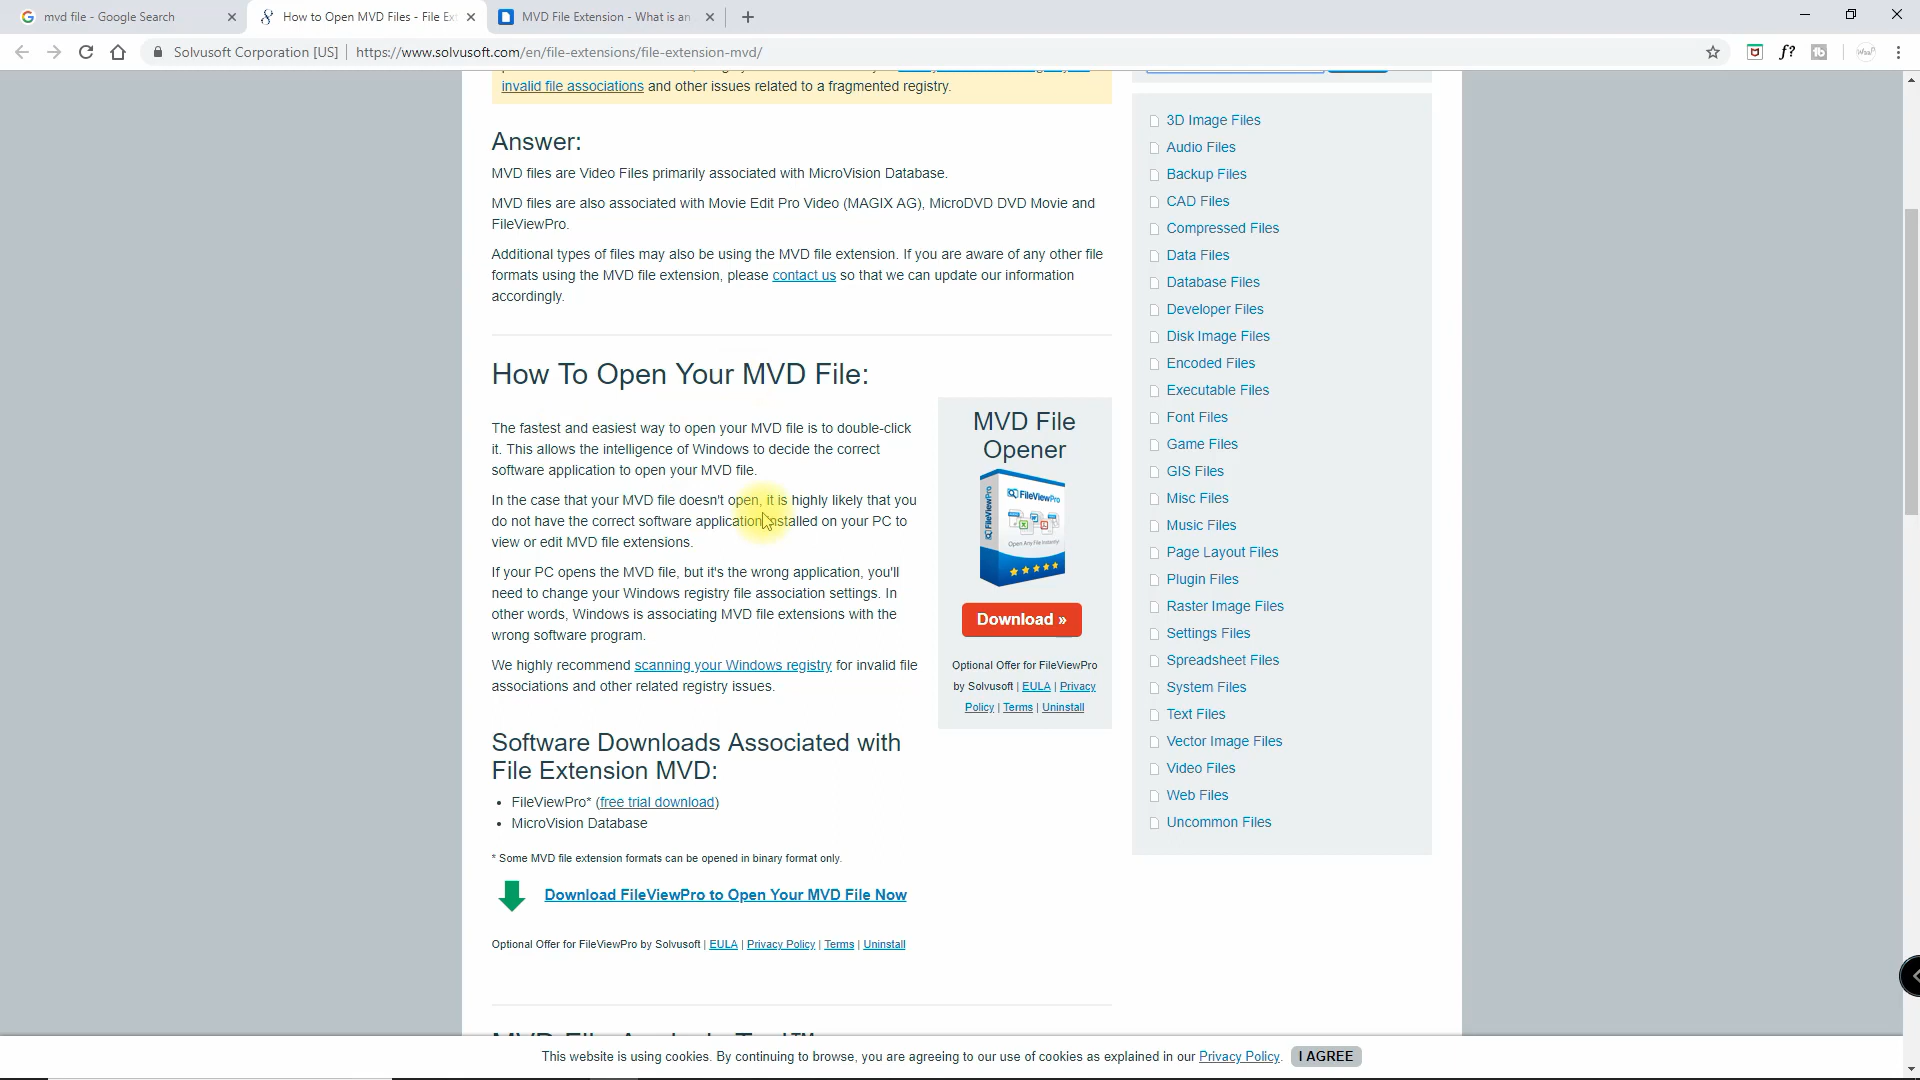 mvd file - Google Search
How to Open MVD Files - File Ext
MVD File Extension - What is an
Solvusoft Corporation [US] | https://www.solvusoft.com/en/file-extensions/file-extension-mvd/
invalid file associations and other issues related to a fragmented registry.
Answer:
MVD files are Video Files primarily associated with MicroVision Database.
MVD files are also associated with Movie Edit Pro Video (MAGIX AG), MicroDVD DVD Movie and
FileViewPro.
Additional types of files may also be using the MVD file extension. If you are aware of any other file
formats using the MVD file extension, please contact us so that we can update our information
accordingly.
How To Open Your MVD File:
The fastest and easiest way to open your MVD file is to double-click
it. This allows the intelligence of Windows to decide the correct
software application to open your MVD file.
In the case that your MVD file doesn't open, it is highly likely that you
do not have the correct software application installed on your PC to
view or edit MVD file extensions.
If your PC opens the MVD file, but it's the wrong application, you'll
need to change your Windows registry file association settings. In
other words, Windows is associating MVD file extensions with the
wrong software program.
We highly recommend scanning your Windows registry for invalid file
associations and other related registry issues.
MVD File
Opener
FileViewPro
FileViewPro
Open Any File Instantly!
Download »
Optional Offer for FileViewPro
by Solvusoft | EULA | Privacy
Policy | Terms | Uninstall
Software Downloads Associated with
File Extension MVD:
• FileViewPro* (free trial download)
• MicroVision Database
* Some MVD file extension formats can be opened in binary format only.
Download FileViewPro to Open Your MVD File Now
Optional Offer for FileViewPro by Solvusoft | EULA | Privacy Policy | Terms | Uninstall
3D Image Files
Audio Files
Backup Files
CAD Files
Compressed Files
Data Files
Database Files
Developer Files
Disk Image Files
Encoded Files
Executable Files
Font Files
Game Files
GIS Files
Misc Files
Music Files
Page Layout Files
Plugin Files
Raster Image Files
Settings Files
Spreadsheet Files
System Files
Text Files
Vector Image Files
Video Files
Web Files
Uncommon Files
This website is using cookies. By continuing to browse, you are agreeing to our use of cookies as explained in our Privacy Policy. I AGREE